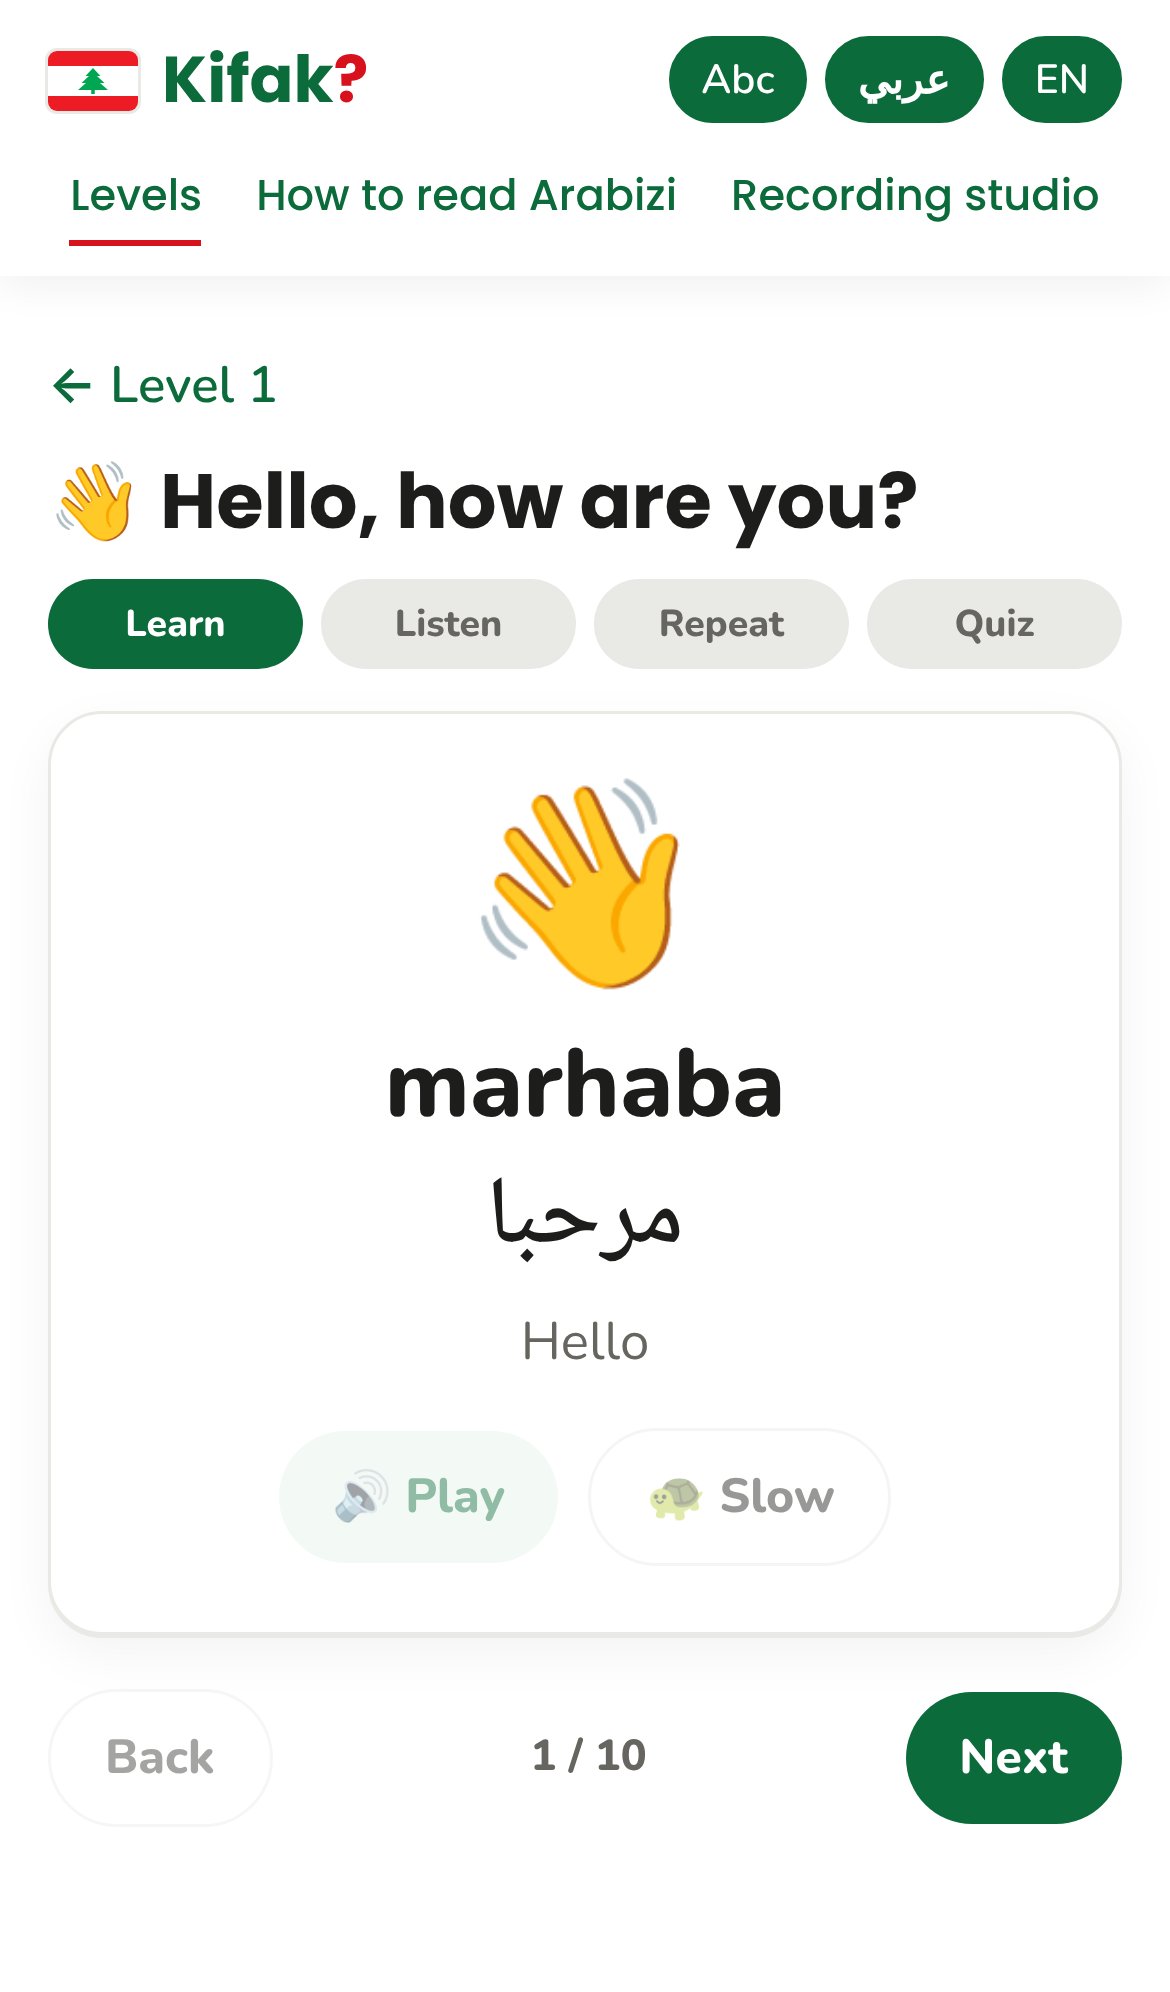 Kifak?
Abc عربي EN
Levels How to read Arabizi Recording studio
← Level 1
👋 Hello, how are you?
Learn Listen Repeat Quiz
marhaba
مرحبا
Hello
🔊 Play 🐢 Slow
Back 1 / 10 Next